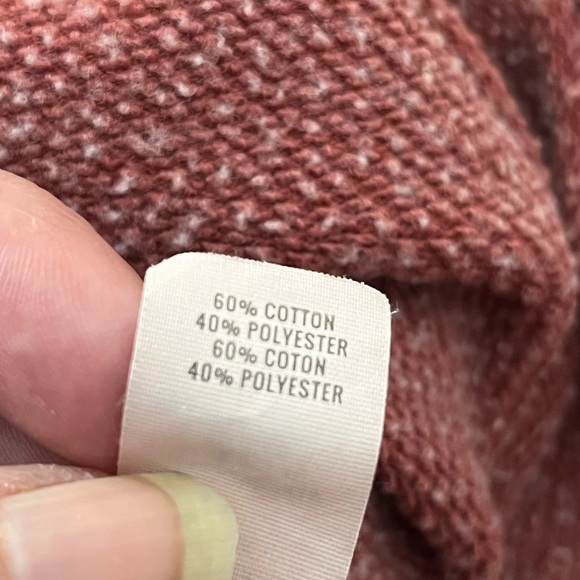 60% COTTON
40% POLYESTER
60% COTON
40% POLYESTER